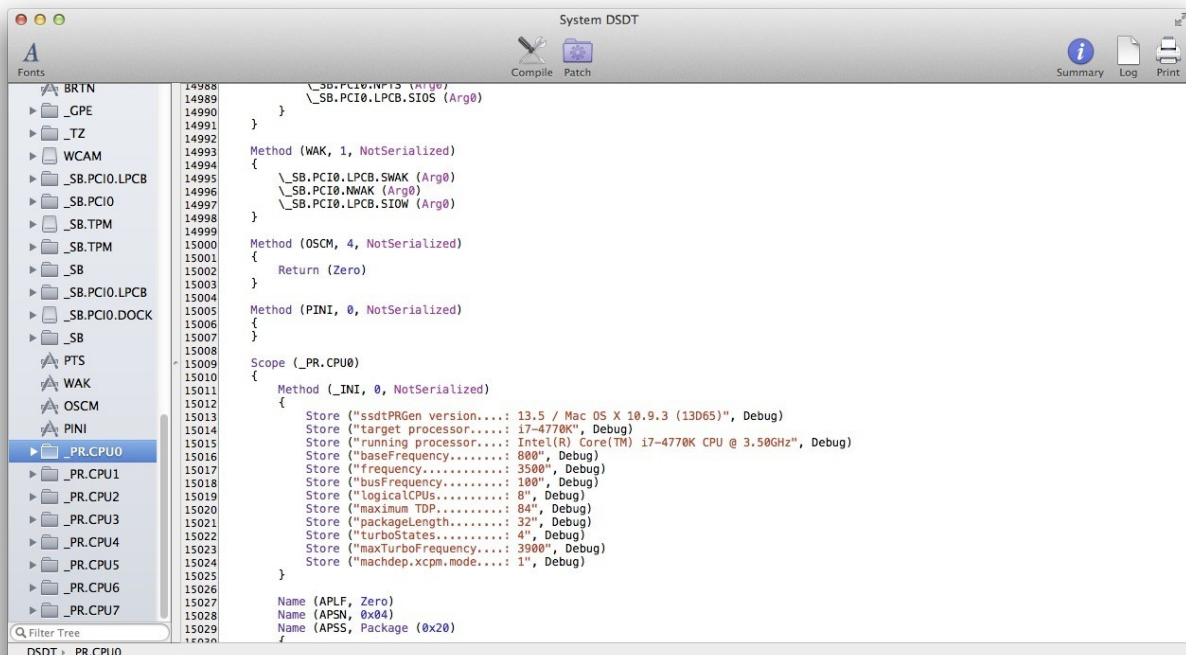 System DSDT
Fonts
Compile
Patch
Summary
Log
Print
BRTN
_GPE
_TZ
WCAM
_SB.PCI0.LPCB
_SB.PCI0
_SB.TPM
_SB.TPM
_SB
_SB.PCI0.LPCB
_SB.PCI0.DOCK
_SB
PTS
WAK
OSCM
PINI
_PR.CPU0
_PR.CPU1
_PR.CPU2
_PR.CPU3
_PR.CPU4
_PR.CPU5
_PR.CPU6
_PR.CPU7
Filter Tree
14988 \_SB.PCI0.NPTS (Arg0)
14989 \_SB.PCI0.LPCB.SIOS (Arg0)
14990 }
14991 }
14992
14993 Method (WAK, 1, NotSerialized)
14994 {
14995 \_SB.PCI0.LPCB.SWAK (Arg0)
14996 \_SB.PCI0.NWAK (Arg0)
14997 \_SB.PCI0.LPCB.SIOW (Arg0)
14998 }
14999
15000 Method (OSCM, 4, NotSerialized)
15001 {
15002 Return (Zero)
15003 }
15004
15005 Method (PINI, 0, NotSerialized)
15006 {
15007 }
15008
15009 Scope (_PR.CPU0)
15010 {
15011 Method (_INI, 0, NotSerialized)
15012 {
15013 Store ("ssdtPRGen version....: 13.5 / Mac OS X 10.9.3 (13D65)", Debug)
15014 Store ("target processor.....: i7-4770K", Debug)
15015 Store ("running processor....: Intel(R) Core(TM) i7-4770K CPU @ 3.50GHz", Debug)
15016 Store ("baseFrequency........: 800", Debug)
15017 Store ("frequency............: 3500", Debug)
15018 Store ("busFrequency.........: 100", Debug)
15019 Store ("logicalCPUs..........: 8", Debug)
15020 Store ("maximum TDP..........: 84", Debug)
15021 Store ("packageLength........: 32", Debug)
15022 Store ("turboStates..........: 4", Debug)
15023 Store ("maxTurboFrequency....: 3900", Debug)
15024 Store ("machdep.xcpm.mode....: 1", Debug)
15025 }
15026
15027 Name (APLF, Zero)
15028 Name (APSN, 0x04)
15029 Name (APSS, Package (0x20)
15030 {
DSDT _PR.CPU0